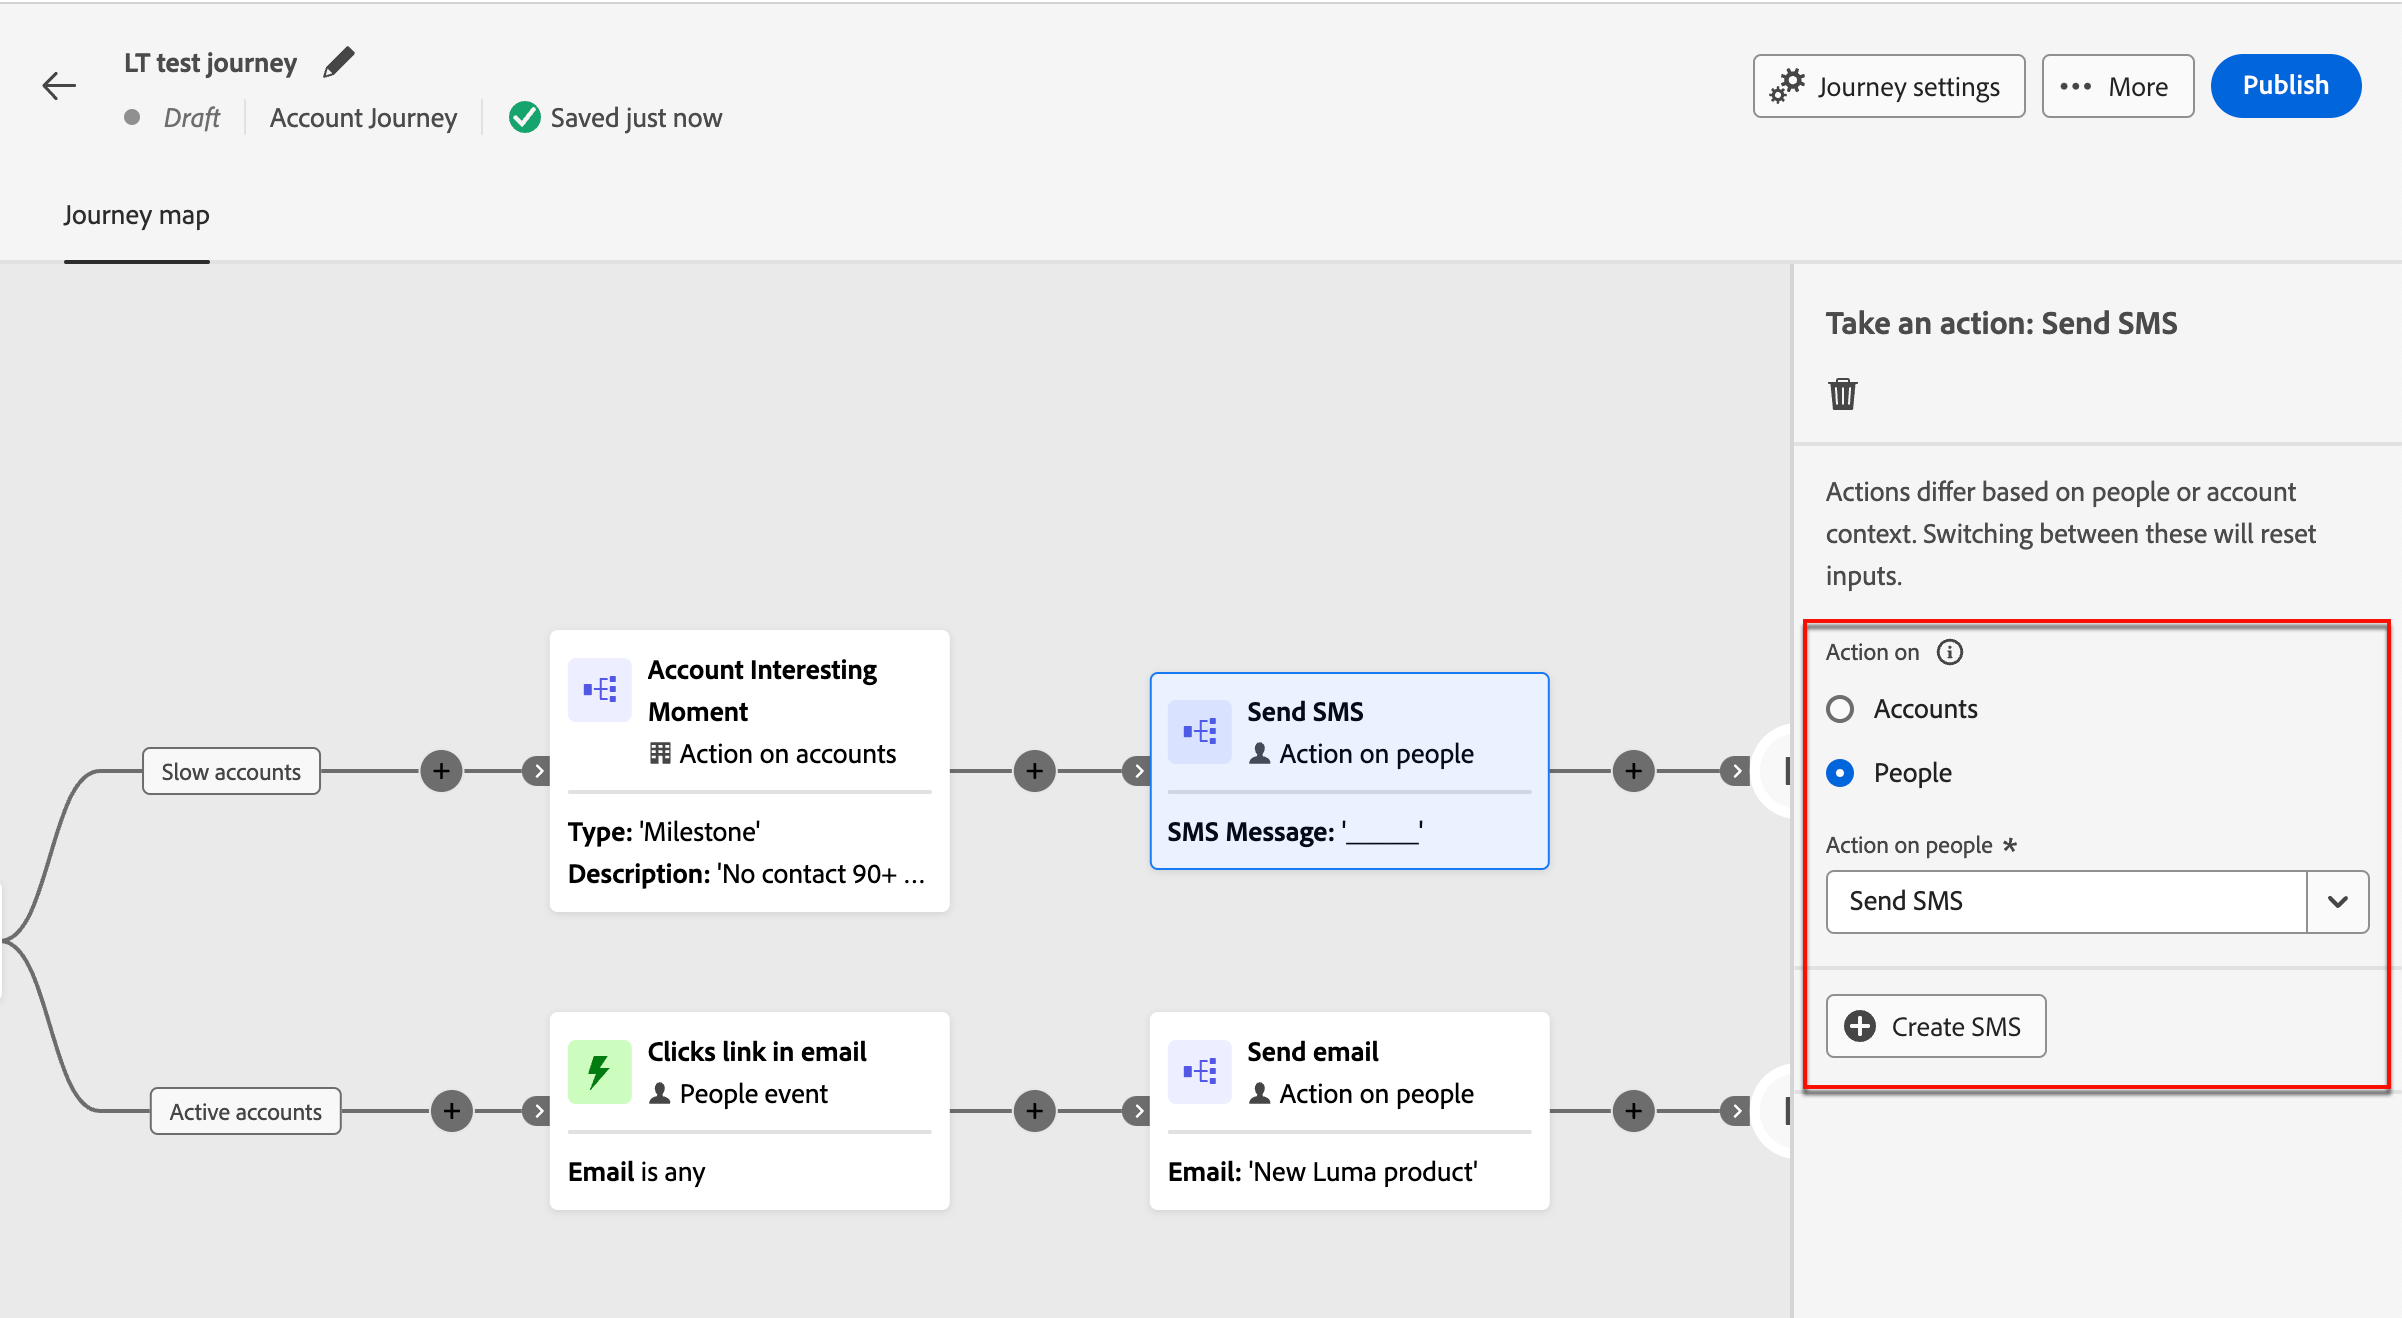 LT test journey
Draft
Account Journey
Saved just now
Journey settings
••• More
Publish
Journey map
Take an action: Send SMS
Actions differ based on people or account
context. Switching between these will reset
inputs.
Action on
Accounts
People
Action on people *
Send SMS
Create SMS
Slow accounts
Account Interesting
Moment
Action on accounts
Type: 'Milestone'
Description: 'No contact 90+ ...
Send SMS
Action on people
SMS Message: '_____'
Active accounts
Clicks link in email
People event
Email is any
Send email
Action on people
Email: 'New Luma product'